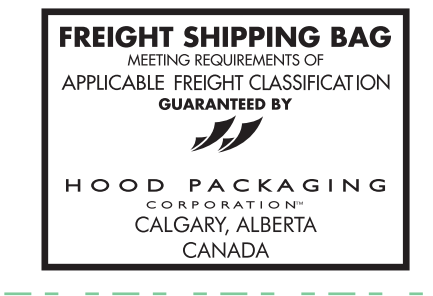 FREIGHT SHIPPING BAG
MEETING REQUIREMENTS OF
APPLICABLE FREIGHT CLASSIFICATION
GUARANTEED BY
HOOD PACKAGING
CORPORATION™
CALGARY, ALBERTA
CANADA